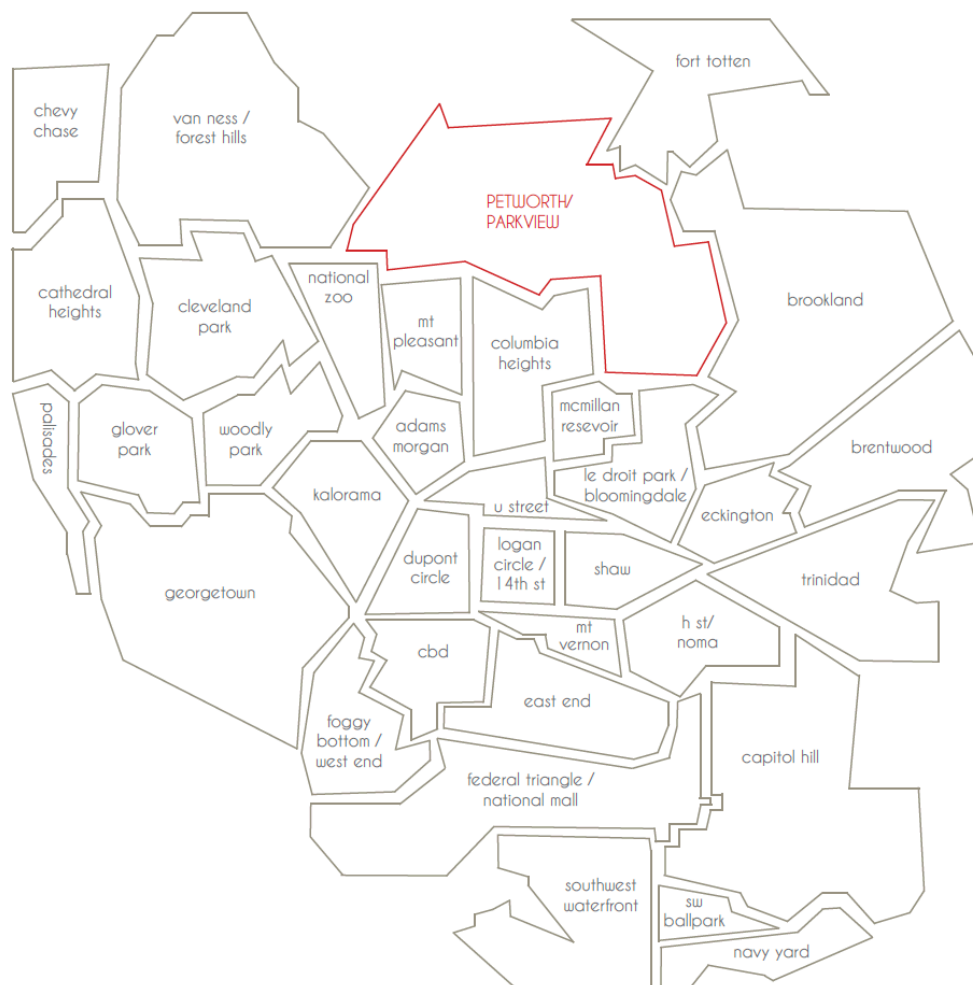 fort totten
chevy
chase
van ness /
forest hills
PETWORTH/
PARKVIEW
cathedral
heights
cleveland
park
national
zoo
mt
pleasant
columbia
heights
brookland
palisades
glover
park
woodly
park
adams
morgan
mcmillan
resevoir
brentwood
kalorama
le droit park /
bloomingdale
u street
eckington
georgetown
dupont
circle
logan
circle /
14th st
shaw
trinidad
cbd
mt
vernon
h st/
noma
foggy
bottom /
west end
east end
federal triangle /
national mall
capitol hill
southwest
waterfront
sw
ballpark
navy yard